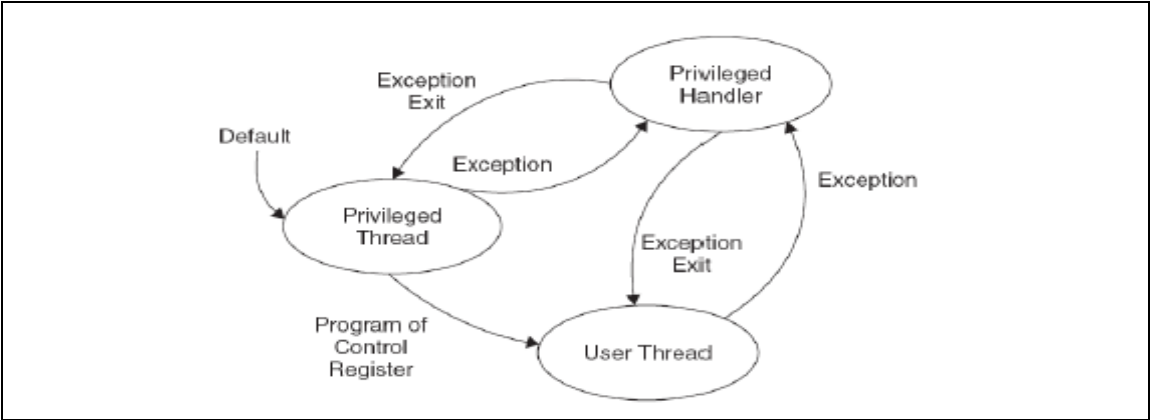 Privileged
Handler
Exception
Exit
Default
Exception
Exception
Privileged
Thread
Exception
Exit
Program of
Control
Register
User Thread